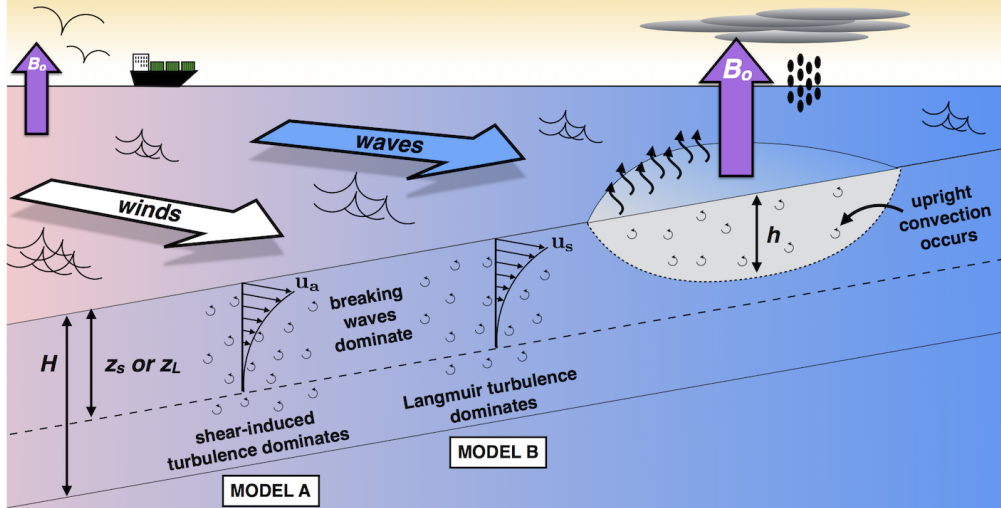 Bₒ
Bₒ
waves
winds
upright
convection
occurs
h
uₛ
uₐ
breaking
waves
dominate
H
zₛ or z_L
Langmuir turbulence
dominates
shear-induced
turbulence dominates
MODEL B
MODEL A